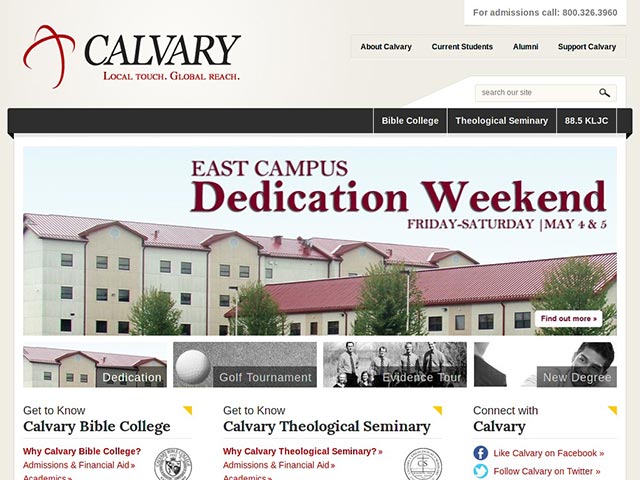 For admissions call: 800.326.3960
CALVARY
LOCAL TOUCH. GLOBAL REACH.
About Calvary
Current Students
Alumni
Support Calvary
search our site
Bible College
Theological Seminary
88.5 KLJC
EAST CAMPUS
Dedication Weekend
FRIDAY-SATURDAY | MAY 4 & 5
Find out more »
Dedication
Golf Tournament
Evidence Tour
New Degree
Get to Know
Calvary Bible College
Why Calvary Bible College?
Admissions & Financial Aid »
Academics »
Get to Know
Calvary Theological Seminary
Why Calvary Theological Seminary? »
Admissions & Financial Aid »
Academics »
Connect with
Calvary
Like Calvary on Facebook »
Follow Calvary on Twitter »